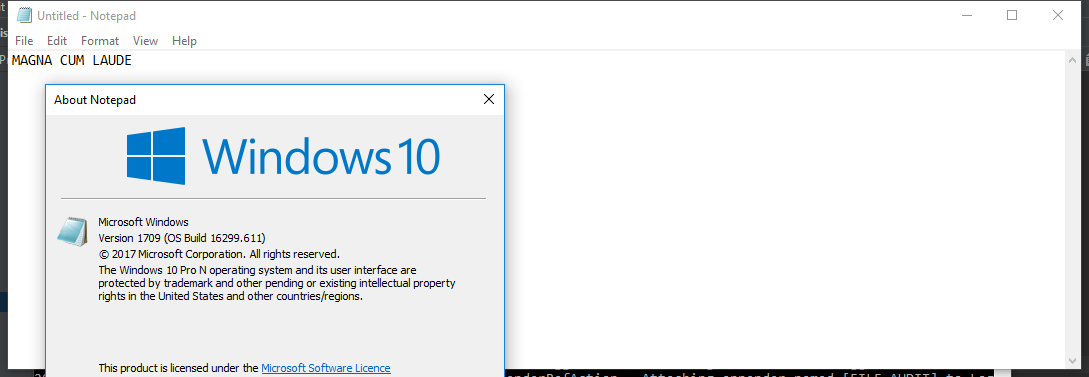 Untitled - Notepad
File Edit Format View Help
MAGNA CUM LAUDE
About Notepad
Windows 10
Microsoft Windows
Version 1709 (OS Build 16299.611)
© 2017 Microsoft Corporation. All rights reserved.
The Windows 10 Pro N operating system and its user interface are
protected by trademark and other pending or existing intellectual property
rights in the United States and other countries/regions.
This product is licensed under the Microsoft Software Licence